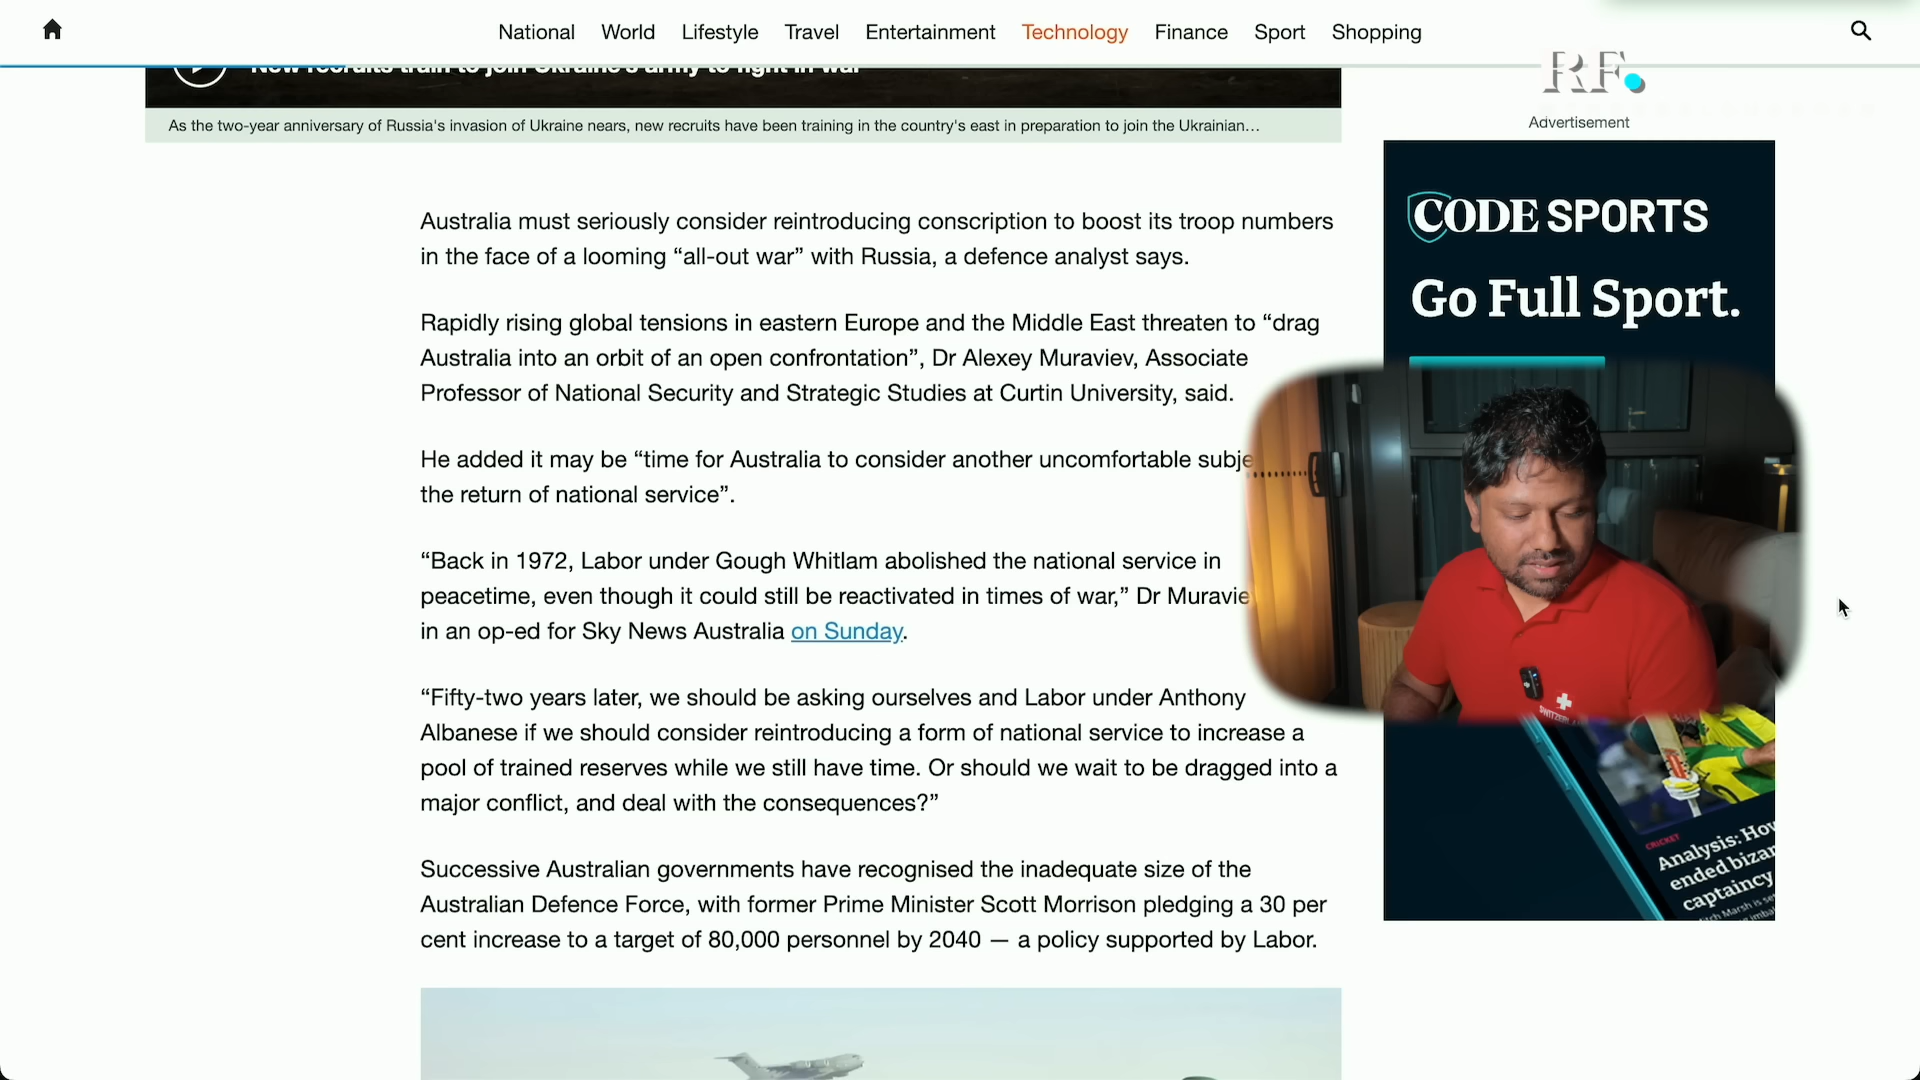 National World Lifestyle Travel Entertainment Technology Finance Sport Shopping
New recruits train to join Ukraine's army to fight in war
RF.
As the two-year anniversary of Russia's invasion of Ukraine nears, new recruits have been training in the country's east in preparation to join the Ukrainian...
Advertisement
CODE SPORTS
Go Full Sport.
Australia must seriously consider reintroducing conscription to boost its troop numbers
in the face of a looming “all-out war” with Russia, a defence analyst says.
Rapidly rising global tensions in eastern Europe and the Middle East threaten to “drag
Australia into an orbit of an open confrontation”, Dr Alexey Muraviev, Associate
Professor of National Security and Strategic Studies at Curtin University, said.
He added it may be “time for Australia to consider another uncomfortable subje
the return of national service”.
“Back in 1972, Labor under Gough Whitlam abolished the national service in
peacetime, even though it could still be reactivated in times of war,” Dr Muravie
in an op-ed for Sky News Australia on Sunday.
“Fifty-two years later, we should be asking ourselves and Labor under Anthony
Albanese if we should consider reintroducing a form of national service to increase a
pool of trained reserves while we still have time. Or should we wait to be dragged into a
major conflict, and deal with the consequences?”
Successive Australian governments have recognised the inadequate size of the
Australian Defence Force, with former Prime Minister Scott Morrison pledging a 30 per
cent increase to a target of 80,000 personnel by 2040 — a policy supported by Labor.
CRICKET
Analysis: How
ended bizar
captaincy